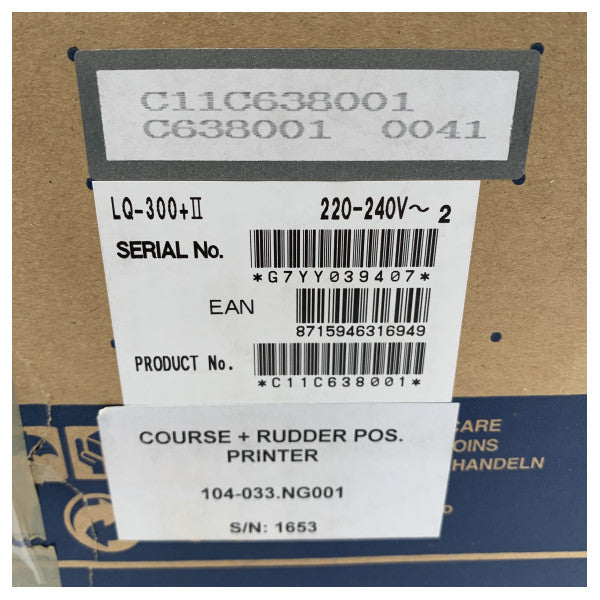 C11C638001
C638001 0041
LQ-300+II 220-240V~ 2
SERIAL No.
*G7YY039407*
EAN
8715946316949
PRODUCT No.
*C11C638001*
COURSE + RUDDER POS.
PRINTER
104-033.NG001
S/N: 1653
CARE
OINS
HANDELN